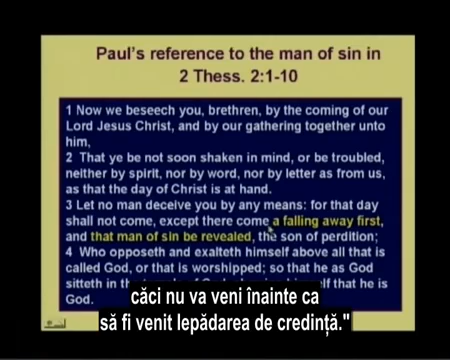 Paul's reference to the man of sin in
2 Thess. 2:1-10
1 Now we beseech you, brethren, by the coming of our
Lord Jesus Christ, and by our gathering together unto
him,
2 That ye be not soon shaken in mind, or be troubled,
neither by spirit, nor by word, nor by letter as from us,
as that the day of Christ is at hand.
3 Let no man deceive you by any means: for that day
shall not come, except there come a falling away first,
and that man of sin be revealed, the son of perdition;
4 Who opposeth and exalteth himself above all that is
called God, or that is worshipped; so that he as God
sitteth in that he is
God.
căci nu va veni înainte ca
să fi venit lepădarea de credință."